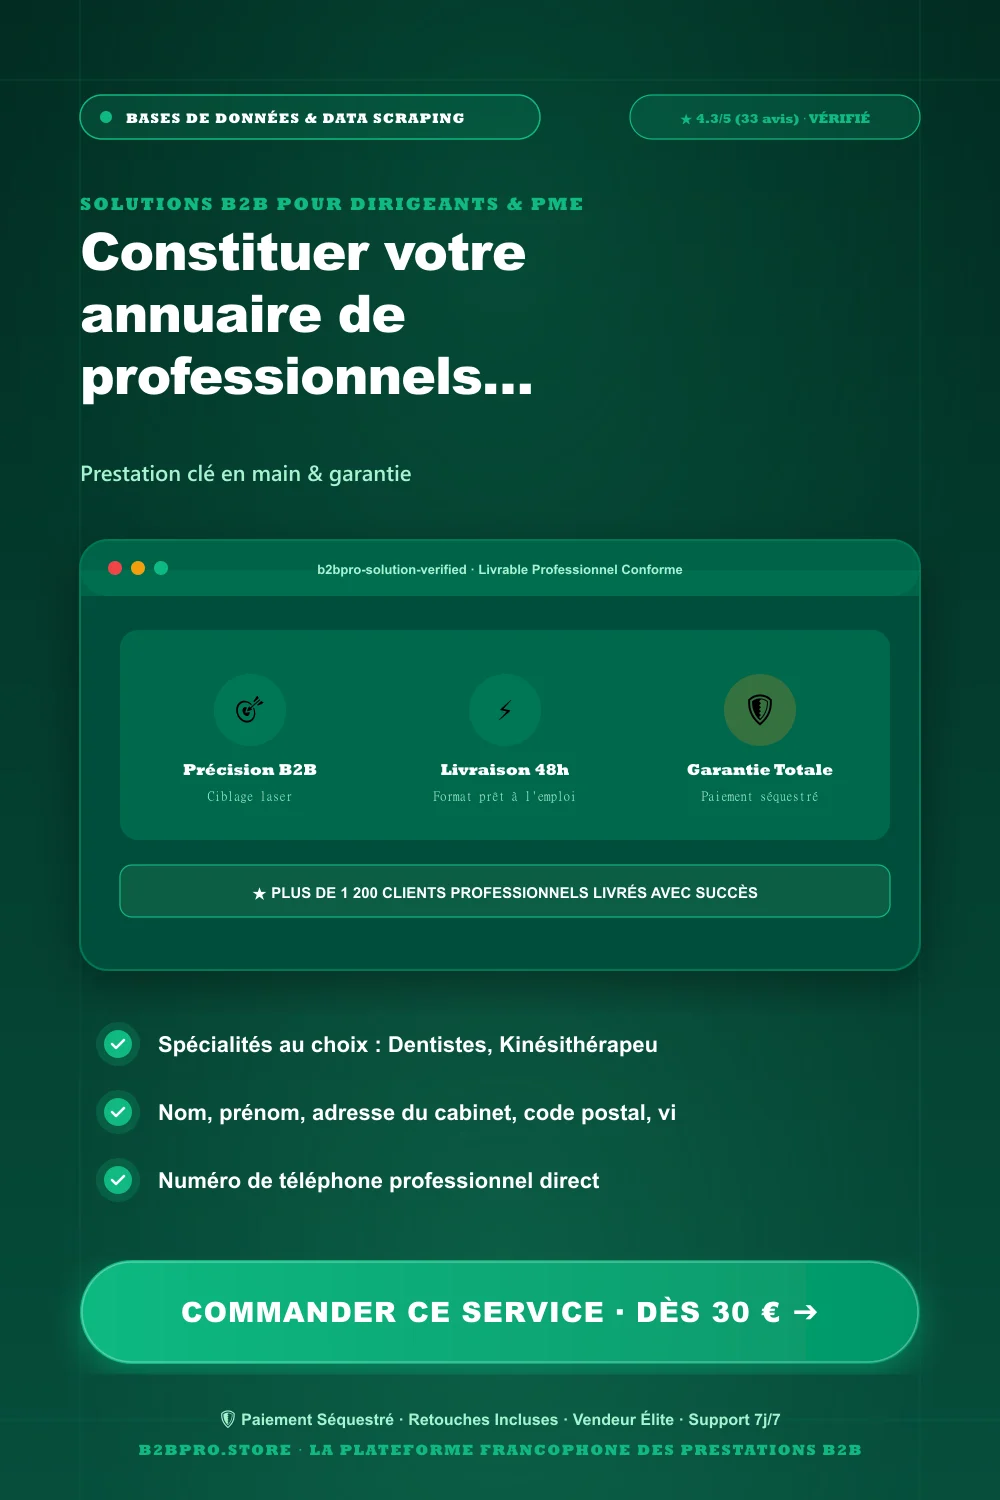 BASES DE DONNÉES & DATA SCRAPING
★ 4.3/5 (33 avis) · VÉRIFIÉ
SOLUTIONS B2B POUR DIRIGEANTS & PME
Constituer votre
annuaire de
professionnels...
Prestation clé en main & garantie
b2bpro-solution-verified · Livrable Professionnel Conforme
Précision B2B
Ciblage laser
Livraison 48h
Format prêt à l'emploi
Garantie Totale
Paiement séquestré
★ PLUS DE 1 200 CLIENTS PROFESSIONNELS LIVRÉS AVEC SUCCÈS
Spécialités au choix : Dentistes, Kinésithérapeu
Nom, prénom, adresse du cabinet, code postal, vi
Numéro de téléphone professionnel direct
COMMANDER CE SERVICE · DÈS 30 € →
Paiement Séquestré · Retouches Incluses · Vendeur Élite · Support 7j/7
B2BPRO.STORE · LA PLATEFORME FRANCOPHONE DES PRESTATIONS B2B